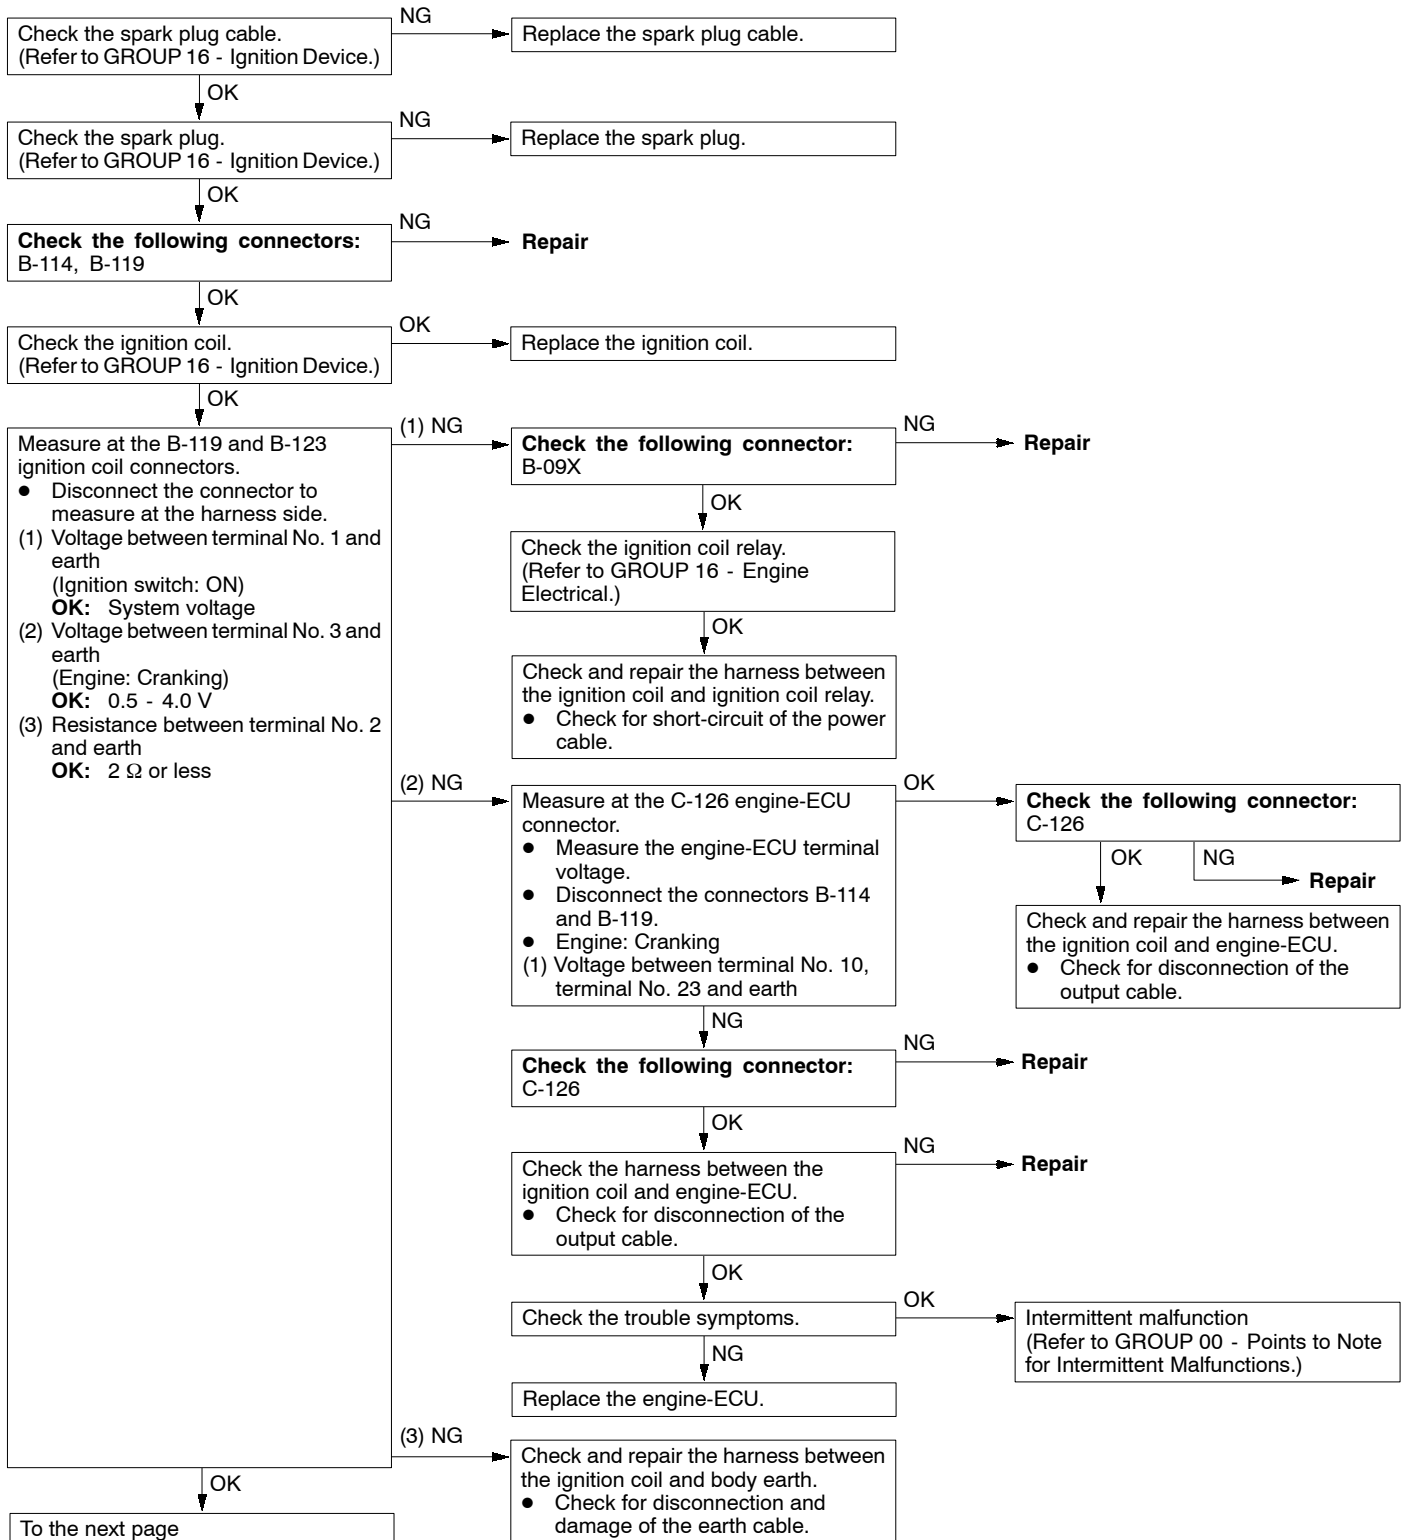 Check the spark plug cable.
(Refer to GROUP 16 - Ignition Device.)
NG
Replace the spark plug cable.
OK
Check the spark plug.
(Refer to GROUP 16 - Ignition Device.)
NG
Replace the spark plug.
OK
Check the following connectors:
B-114, B-119
NG
Repair
OK
Check the ignition coil.
(Refer to GROUP 16 - Ignition Device.)
OK
Replace the ignition coil.
OK
Measure at the B-119 and B-123
ignition coil connectors.
● Disconnect the connector to
measure at the harness side.
(1) Voltage between terminal No. 1 and
earth
(Ignition switch: ON)
OK: System voltage
(2) Voltage between terminal No. 3 and
earth
(Engine: Cranking)
OK: 0.5 - 4.0 V
(3) Resistance between terminal No. 2
and earth
OK: 2 Ω or less
(1) NG
Check the following connector:
B-09X
NG
Repair
OK
Check the ignition coil relay.
(Refer to GROUP 16 - Engine
Electrical.)
OK
Check and repair the harness between
the ignition coil and ignition coil relay.
● Check for short-circuit of the power
cable.
(2) NG
Measure at the C-126 engine-ECU
connector.
● Measure the engine-ECU terminal
voltage.
● Disconnect the connectors B-114
and B-119.
● Engine: Cranking
(1) Voltage between terminal No. 10,
terminal No. 23 and earth
OK
Check the following connector:
C-126
OK
NG
Repair
Check and repair the harness between
the ignition coil and engine-ECU.
● Check for disconnection of the
output cable.
NG
Check the following connector:
C-126
NG
Repair
OK
Check the harness between the
ignition coil and engine-ECU.
● Check for disconnection of the
output cable.
NG
Repair
OK
Check the trouble symptoms.
OK
Intermittent malfunction
(Refer to GROUP 00 - Points to Note
for Intermittent Malfunctions.)
NG
Replace the engine-ECU.
(3) NG
Check and repair the harness between
the ignition coil and body earth.
● Check for disconnection and
damage of the earth cable.
OK
To the next page